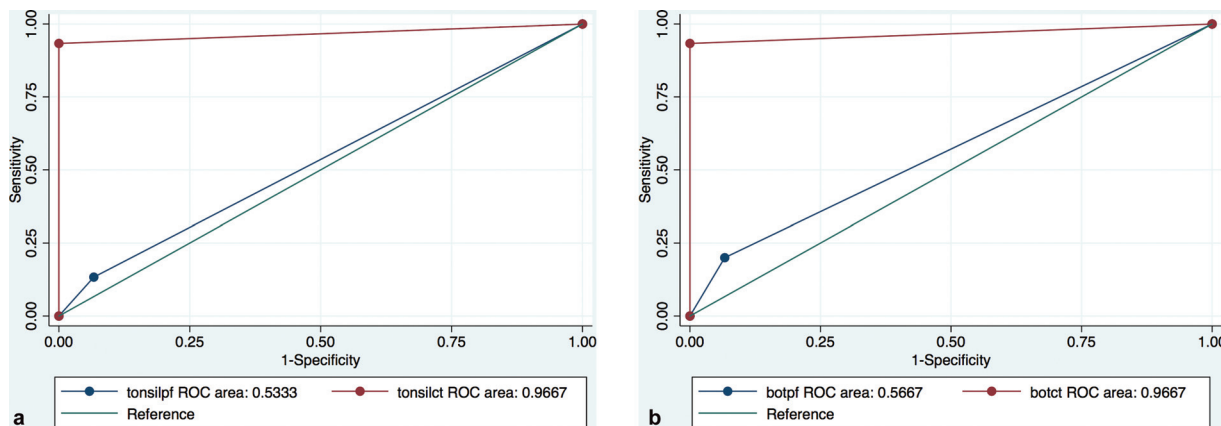 1.00
0.75
Sensitivity
0.50
0.25
0.00
0.00 0.25 0.50 0.75 1.00
1-Specificity
tonsilpf ROC area: 0.5333 tonsilct ROC area: 0.9667
Reference
a
1.00
0.75
Sensitivity
0.50
0.25
0.00
0.00 0.25 0.50 0.75 1.00
1-Specificity
botpf ROC area: 0.5667 botct ROC area: 0.9667
Reference
b